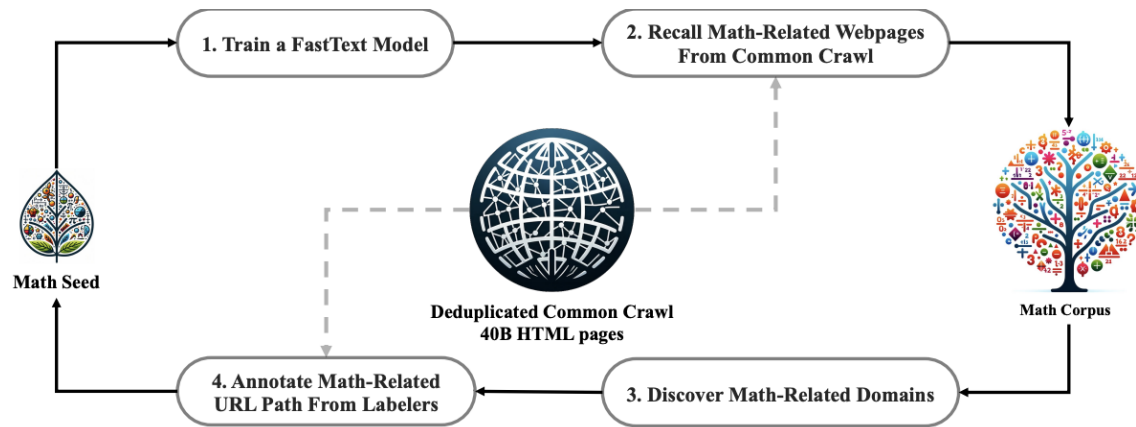 1. Train a FastText Model
2. Recall Math-Related Webpages
From Common Crawl
Math Seed
Deduplicated Common Crawl
40B HTML pages
Math Corpus
4. Annotate Math-Related
URL Path From Labelers
3. Discover Math-Related Domains